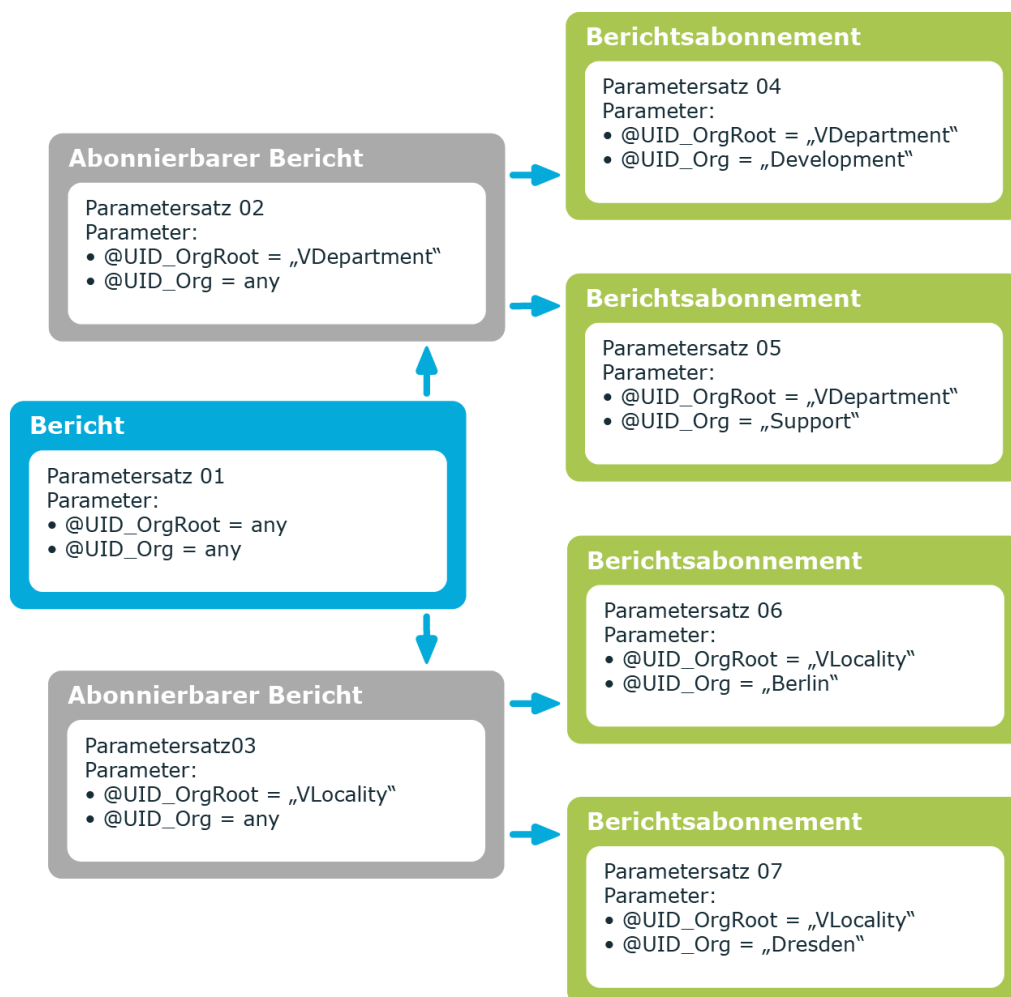 Berichtsabonnement
Parametersatz 04
Parameter:
• @UID_OrgRoot = „VDepartment‟
• @UID_Org = „Development‟
Abonnierbarer Bericht
Parametersatz 02
Parameter:
• @UID_OrgRoot = „VDepartment‟
• @UID_Org = any
Berichtsabonnement
Parametersatz 05
Parameter:
• @UID_OrgRoot = „VDepartment‟
• @UID_Org = „Support‟
Bericht
Parametersatz 01
Parameter:
• @UID_OrgRoot = any
• @UID_Org = any
Berichtsabonnement
Parametersatz 06
Parameter:
• @UID_OrgRoot = „VLocality‟
• @UID_Org = „Berlin‟
Abonnierbarer Bericht
Parametersatz03
Parameter:
• @UID_OrgRoot = „VLocality‟
• @UID_Org = any
Berichtsabonnement
Parametersatz 07
Parameter:
• @UID_OrgRoot = „VLocality‟
• @UID_Org = „Dresden‟